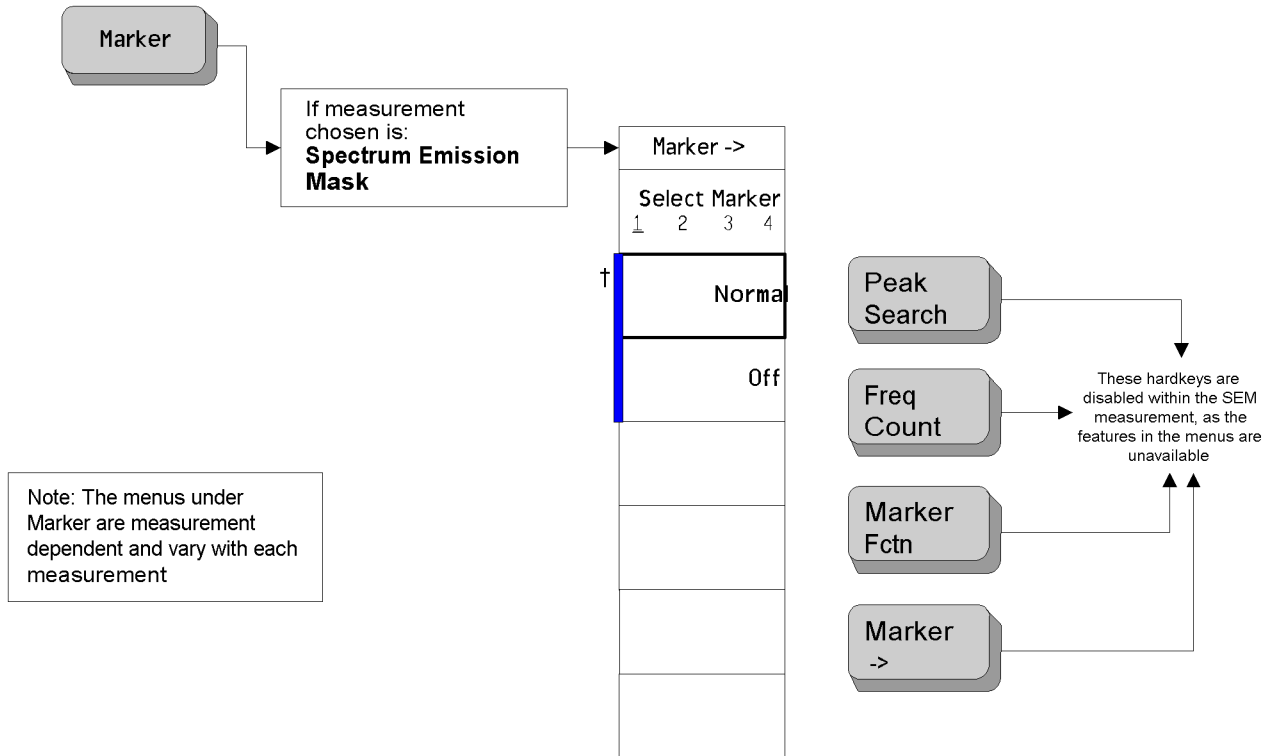 Marker
If measurement
chosen is:
Spectrum Emission
Mask
Marker ->
Select Marker
1 2 3 4
†
Normal
Off
Peak
Search
Freq
Count
Marker
Fctn
Marker
->
These hardkeys are
disabled within the SEM
measurement, as the
features in the menus are
unavailable
Note: The menus under
Marker are measurement
dependent and vary with each
measurement